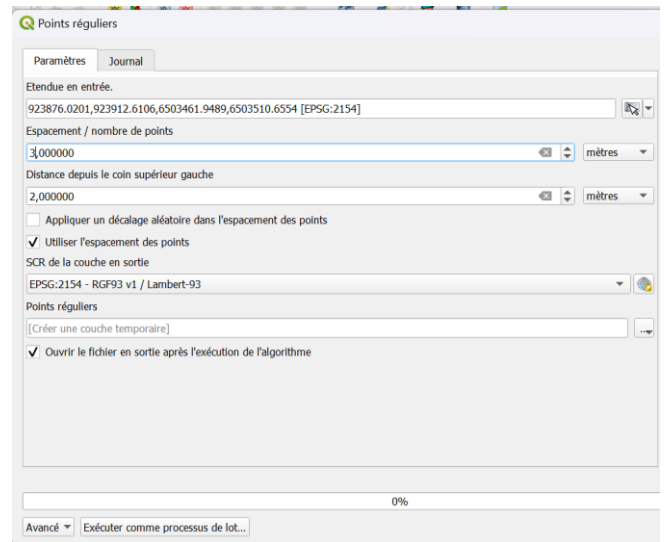 Points réguliers
Paramètres Journal
Etendue en entrée.
923876.0201,923912.6106,6503461.9489,6503510.6554 [EPSG:2154]
Espacement / nombre de points
3,000000 mètres
Distance depuis le coin supérieur gauche
2,000000 mètres
Appliquer un décalage aléatoire dans l'espacement des points
Utiliser l'espacement des points
SCR de la couche en sortie
EPSG:2154 - RGF93 v1 / Lambert-93
Points réguliers
[Créer une couche temporaire]
...
Ouvrir le fichier en sortie après l'exécution de l'algorithme
0%
Avancé Exécuter comme processus de lot...